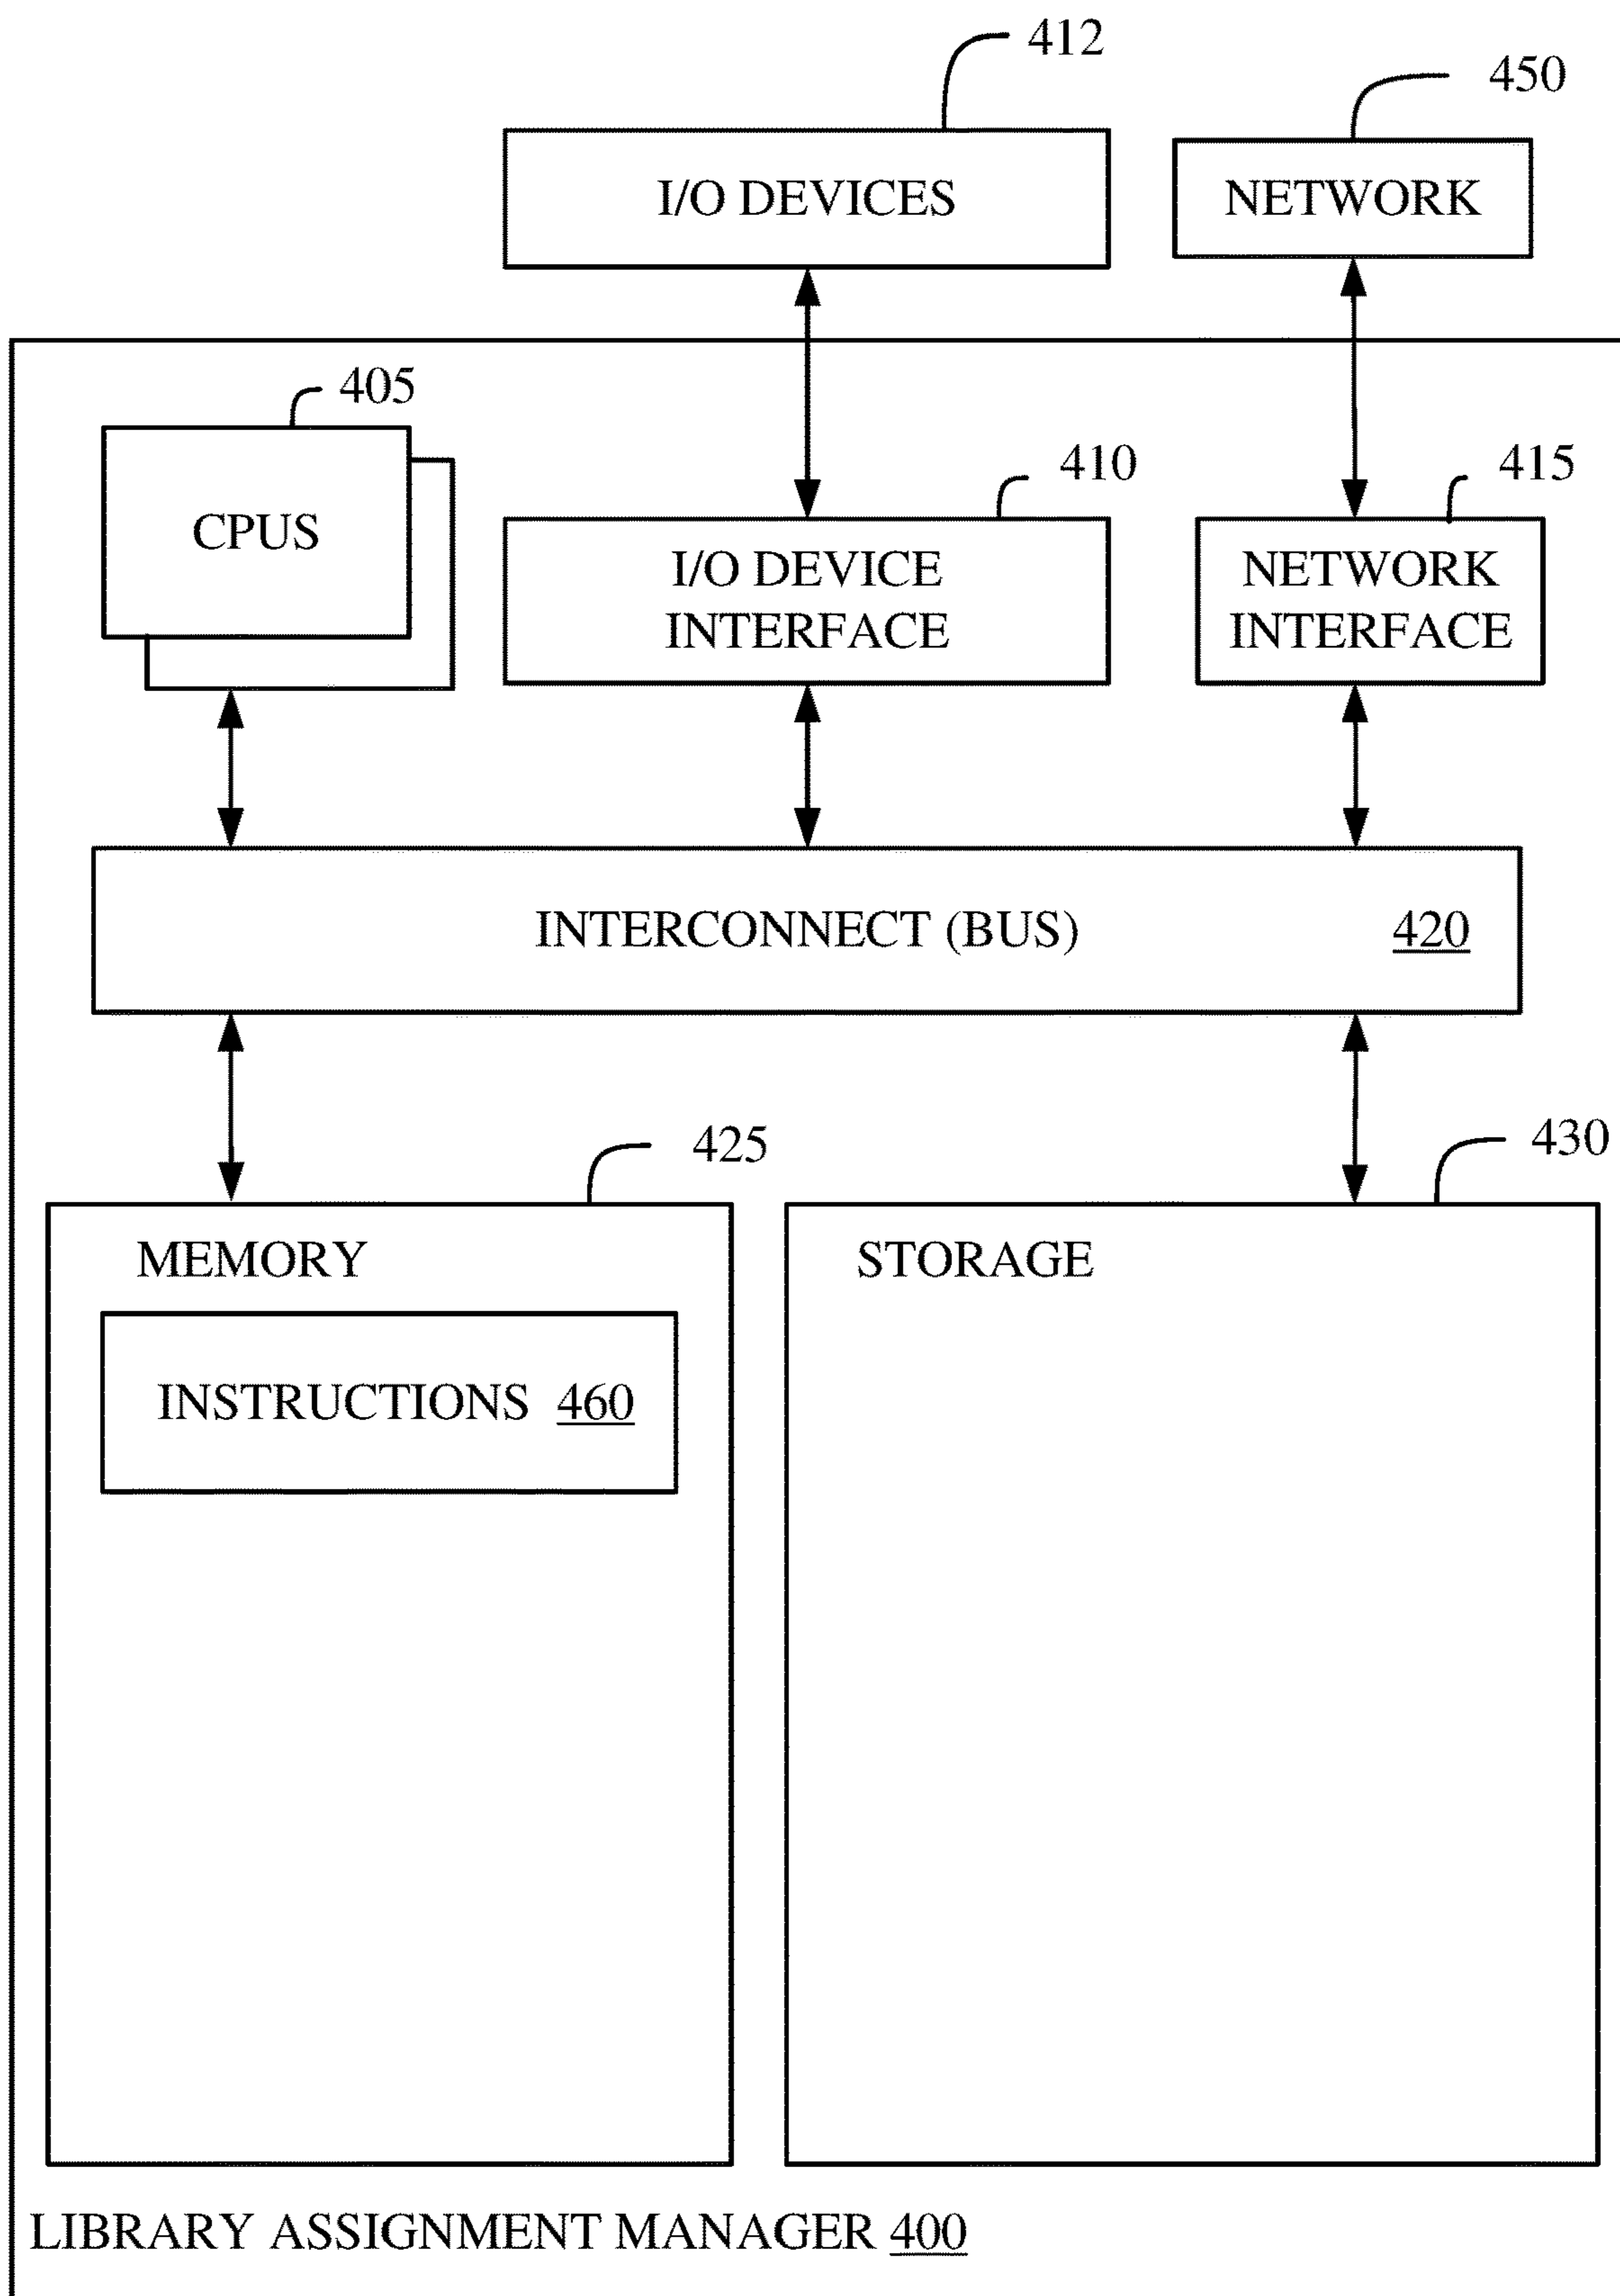 412
450
I/O DEVICES
NETWORK
405
410
415
CPUS
I/O DEVICE
INTERFACE
NETWORK
INTERFACE
INTERCONNECT (BUS) 420
425
430
MEMORY
STORAGE
INSTRUCTIONS 460
LIBRARY ASSIGNMENT MANAGER 400